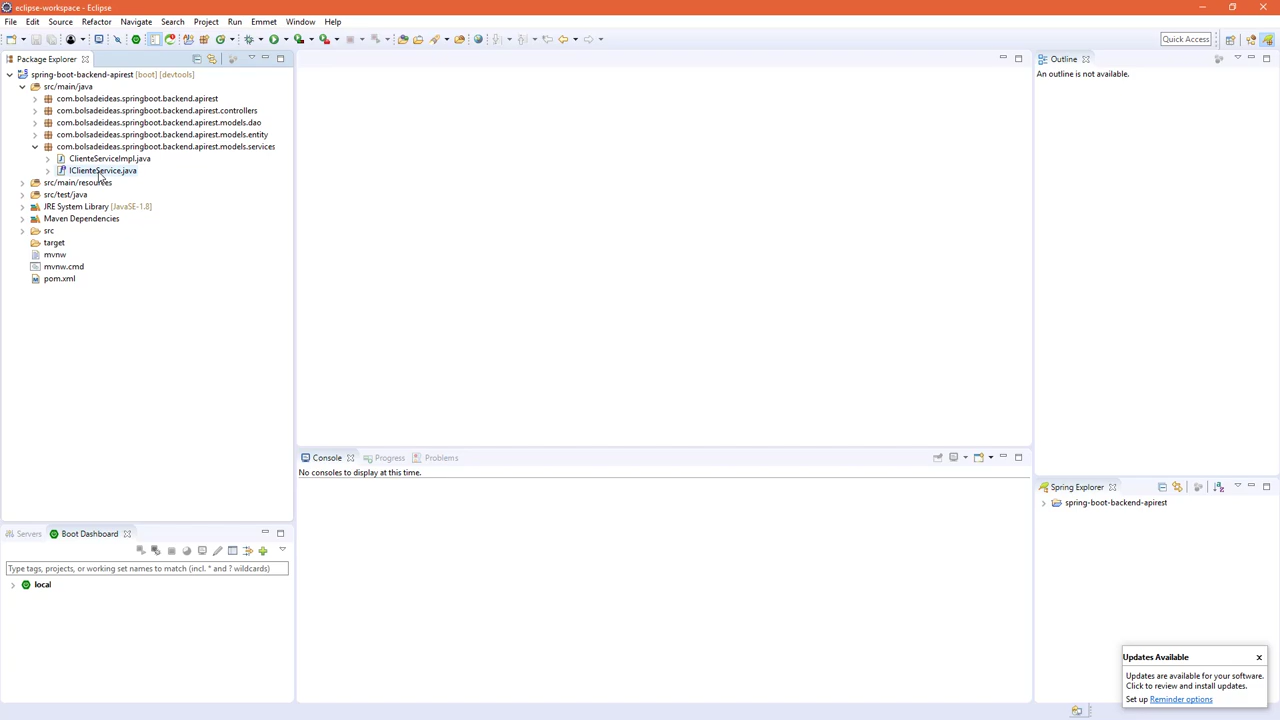 eclipse-workspace - Eclipse
File Edit Source Refactor Navigate Search Project Run Emmet Window Help
Quick Access
Package Explorer
spring-boot-backend-apirest [boot] [devtools]
src/main/java
com.bolsadeideas.springboot.backend.apirest
com.bolsadeideas.springboot.backend.apirest.controllers
com.bolsadeideas.springboot.backend.apirest.models.dao
com.bolsadeideas.springboot.backend.apirest.models.entity
com.bolsadeideas.springboot.backend.apirest.models.services
ClienteServiceImpl.java
IClienteService.java
src/main/resources
src/test/java
JRE System Library [JavaSE-1.8]
Maven Dependencies
src
target
mvnw
mvnw.cmd
pom.xml
Outline
An outline is not available.
Console Progress Problems
No consoles to display at this time.
Spring Explorer
spring-boot-backend-apirest
Servers Boot Dashboard
Type tags, projects, or working set names to match (incl. * and ? wildcards)
local
Updates Available x
Updates are available for your software.
Click to review and install updates.
Set up Reminder options